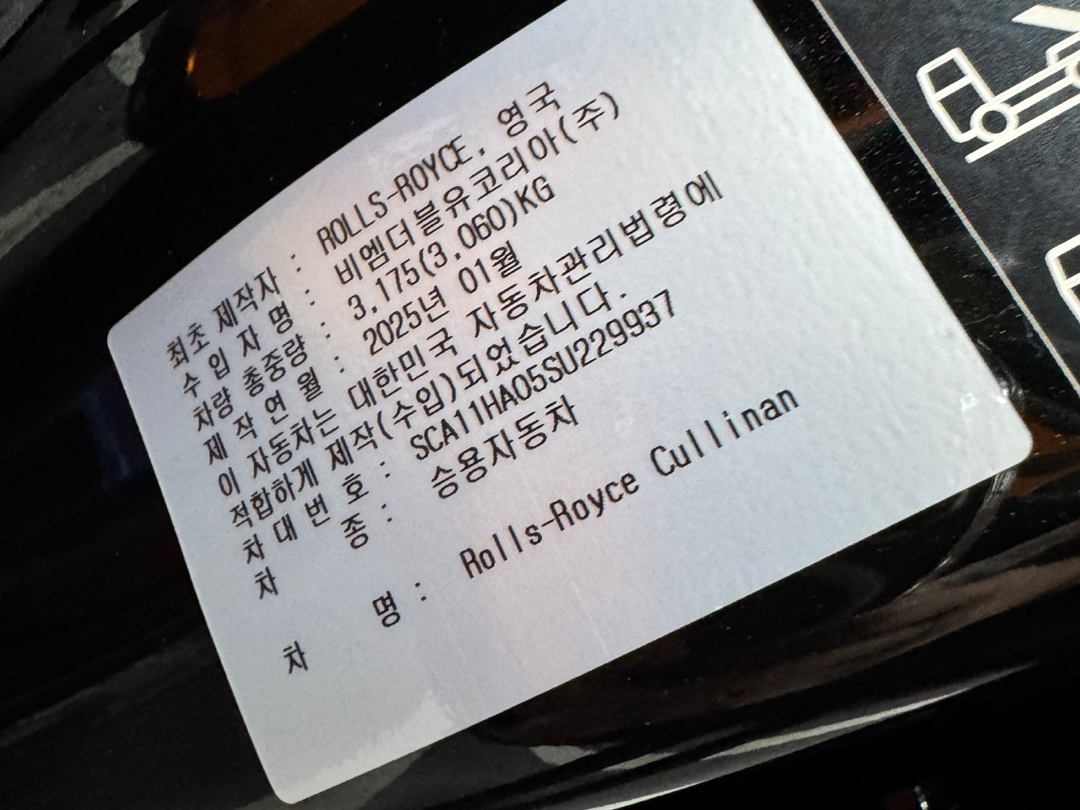 최초 제작자 : ROLLS-ROYCE, 영국
수 입 자 명 : 비엠더블유코리아(주)
차량 총중량 : 3,175(3,060)KG
제 작 연 월 : 2025년 01월
이 자동차는 대한민국 자동차관리법령에
적합하게 제작(수입)되었습니다.
차 대 번 호 : SCA11HA05SU229937
차 종 : 승용자동차
차 명 : Rolls-Royce Cullinan